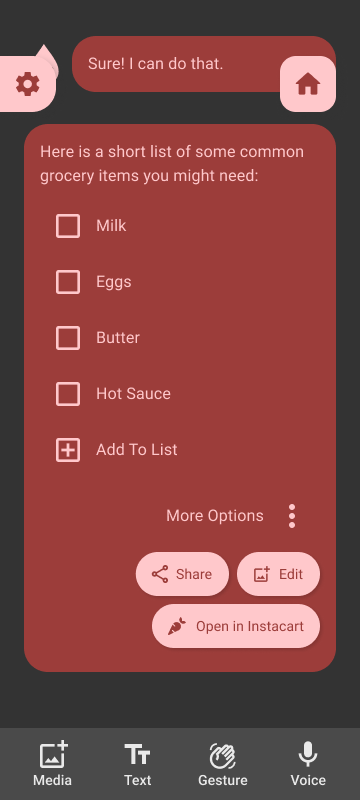 Sure! I can do that.
Here is a short list of some common
grocery items you might need:
Milk
Eggs
Butter
Hot Sauce
Add To List
More Options
Share
Edit
Open in Instacart
Media
Text
Gesture
Voice